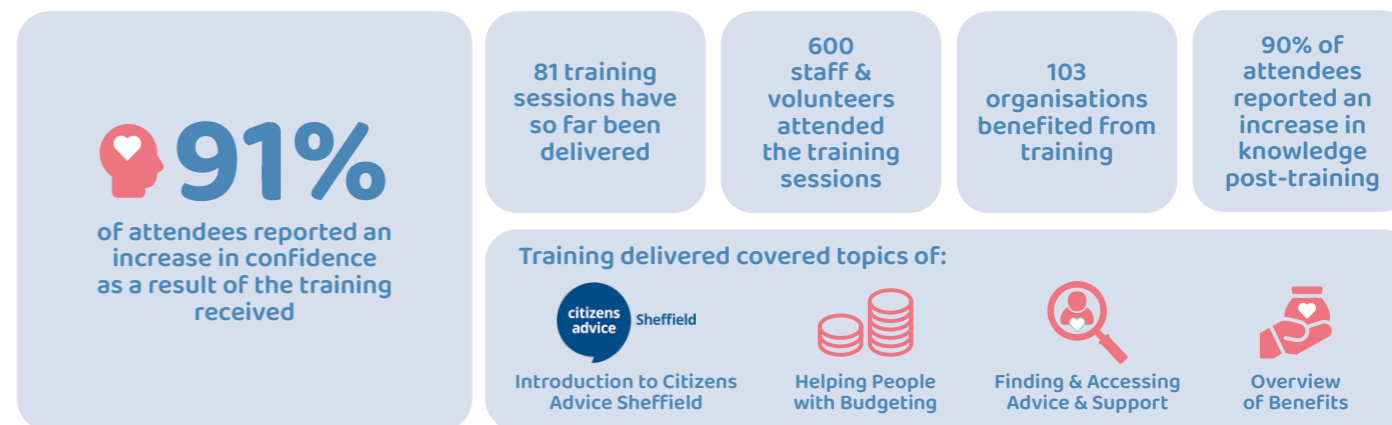 91%
of attendees reported an
increase in confidence
as a result of the training
received
81 training
sessions have
so far been
delivered
600
staff &
volunteers
attended
the training
sessions
103
organisations
benefited from
training
90% of
attendees
reported an
increase in
knowledge
post-training
Training delivered covered topics of:
citizens
advice
Sheffield
Introduction to Citizens
Advice Sheffield
Helping People
with Budgeting
Finding & Accessing
Advice & Support
Overview
of Benefits